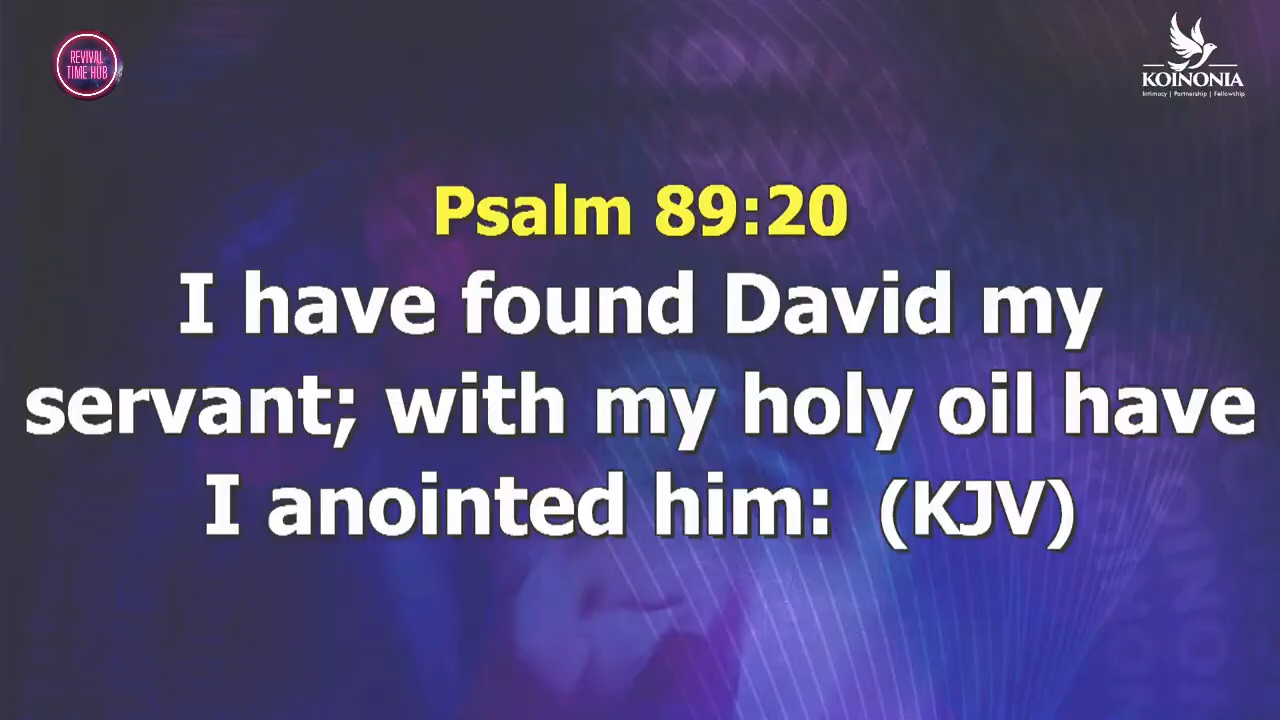 REVIVAL
TIME HUB
KOINONIA
Intimacy | Partnership | Fellowship
Psalm 89:20
I have found David my
servant; with my holy oil have
I anointed him: (KJV)